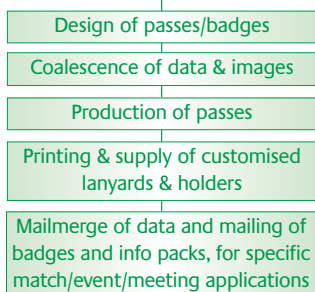 Design of passes/badges
Coalescence of data & images
Production of passes
Printing & supply of customised
lanyards & holders
Mailmerge of data and mailing of
badges and info packs, for specific
match/event/meeting applications